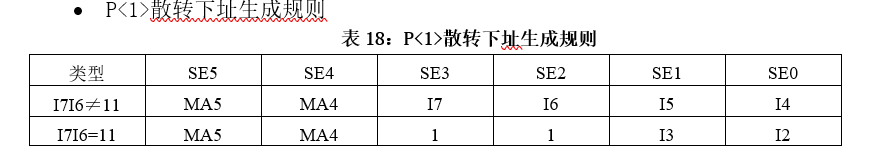 • P<1>散转下址生成规则
表 18：P<1>散转下址生成规则
类型 SE5 SE4 SE3 SE2 SE1 SE0
I7I6≠11 MA5 MA4 I7 I6 I5 I4
I7I6=11 MA5 MA4 1 1 I3 I2